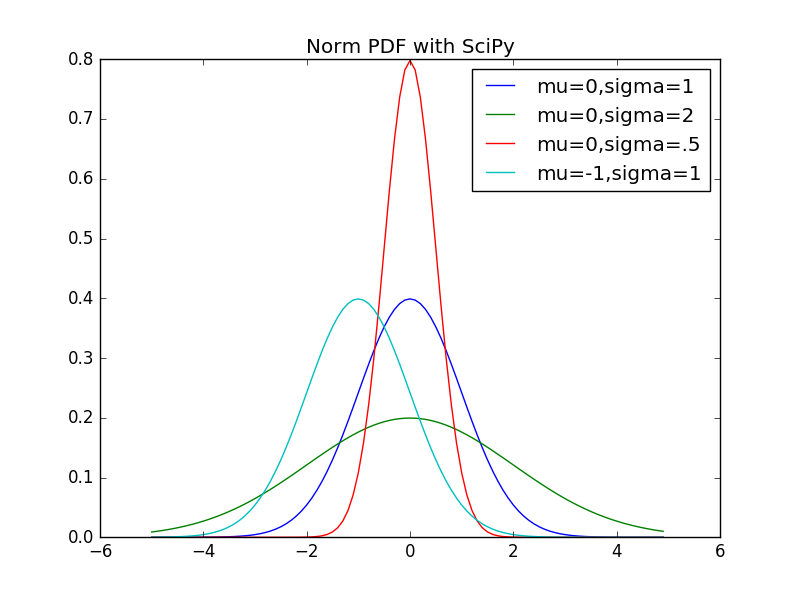 Norm PDF with SciPy
mu=0,sigma=1
mu=0,sigma=2
mu=0,sigma=.5
mu=-1,sigma=1
0.8
0.7
0.6
0.5
0.4
0.3
0.2
0.1
0.0
−6 −4 −2 0 2 4 6